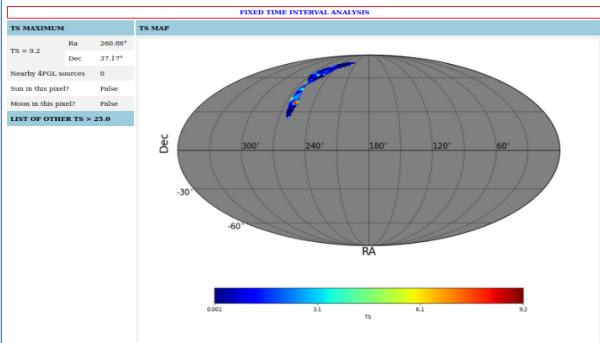 FIXED TIME INTERVAL ANALYSIS
TS MAXIMUM
TS MAP
TS = 9.2
Ra 260.86°
Dec 37.17°
Nearby 4FGL sources 0
Sun in this pixel? False
Moon in this pixel? False
LIST OF OTHER TS > 25.0
Dec
300° 240° 180° 120° 60°
-30°
-60°
RA
0.001 3.1 6.1 9.2
TS